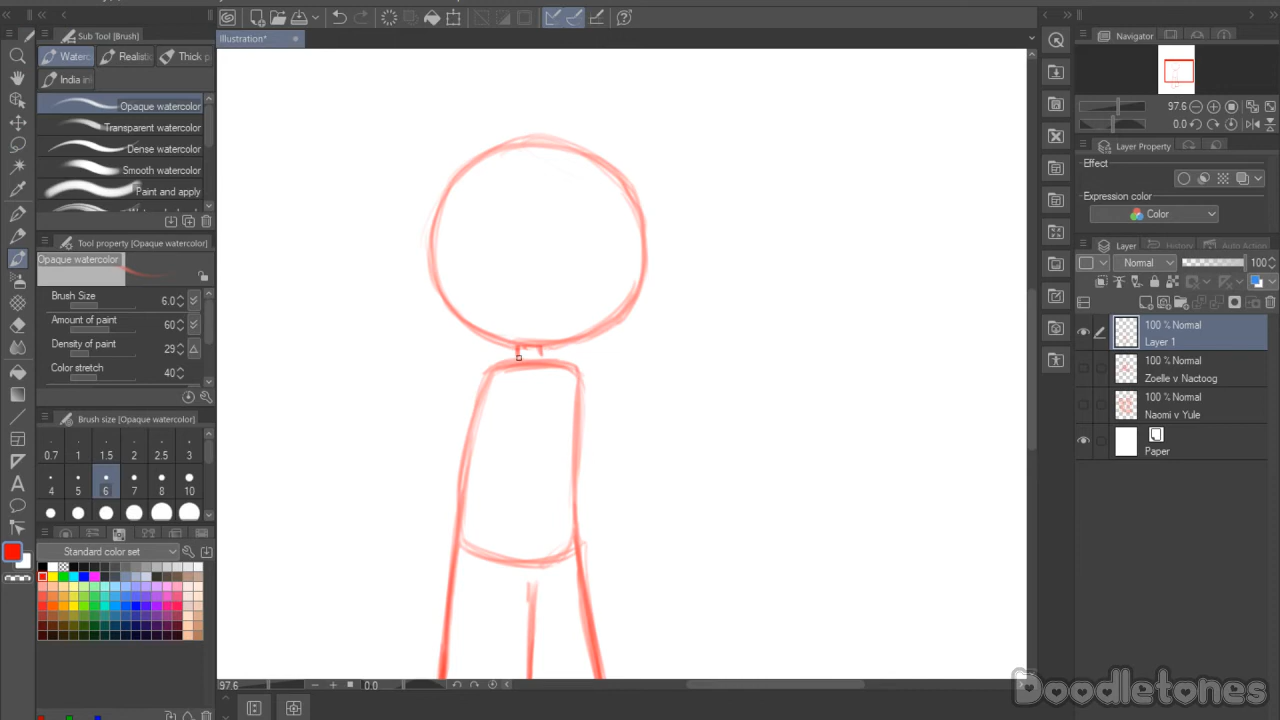 Sub Tool [Brush]
Illustration*
Navigator
Realistic
Thick
India in
Opaque watercolor
Transparent watercolor
Dense watercolor
Smooth watercolor
Paint and apply
97.6
0.0
Layer Property
Effect
Expression color
Color
Tool property [Opaque watercolor]
Opaque watercolor
Brush Size 6.0
Amount of paint 60
Density of paint 29
Color stretch 40
Layer History Auto Action
Normal 100
100 % Normal
Layer 1
100 % Normal
Zoelle v Nactoog
100 % Normal
Naomi v Yule
Paper
Brush size [Opaque watercolor]
0.7 1 1.5 2 2.5 3
4 5 6 7 8 10
Standard color set
97.6 0.0
Doodletones